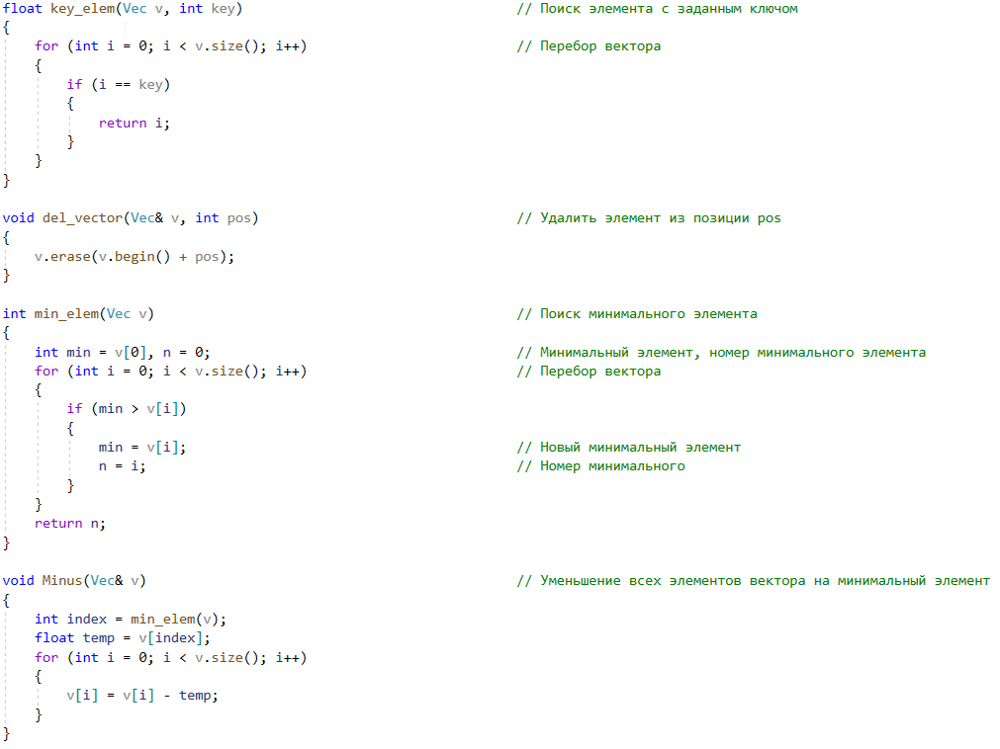 float key_elem(Vec v, int key) // Поиск элемента с заданным ключом
{
    for (int i = 0; i < v.size(); i++) // Перебор вектора
    {
        if (i == key)
        {
            return i;
        }
    }
}

void del_vector(Vec& v, int pos) // Удалить элемент из позиции pos
{
    v.erase(v.begin() + pos);
}

int min_elem(Vec v) // Поиск минимального элемента
{
    int min = v[0], n = 0; // Минимальный элемент, номер минимального элемента
    for (int i = 0; i < v.size(); i++) // Перебор вектора
    {
        if (min > v[i])
        {
            min = v[i]; // Новый минимальный элемент
            n = i; // Номер минимального
        }
    }
    return n;
}

void Minus(Vec& v) // Уменьшение всех элементов вектора на минимальный элемент
{
    int index = min_elem(v);
    float temp = v[index];
    for (int i = 0; i < v.size(); i++)
    {
        v[i] = v[i] - temp;
    }
}